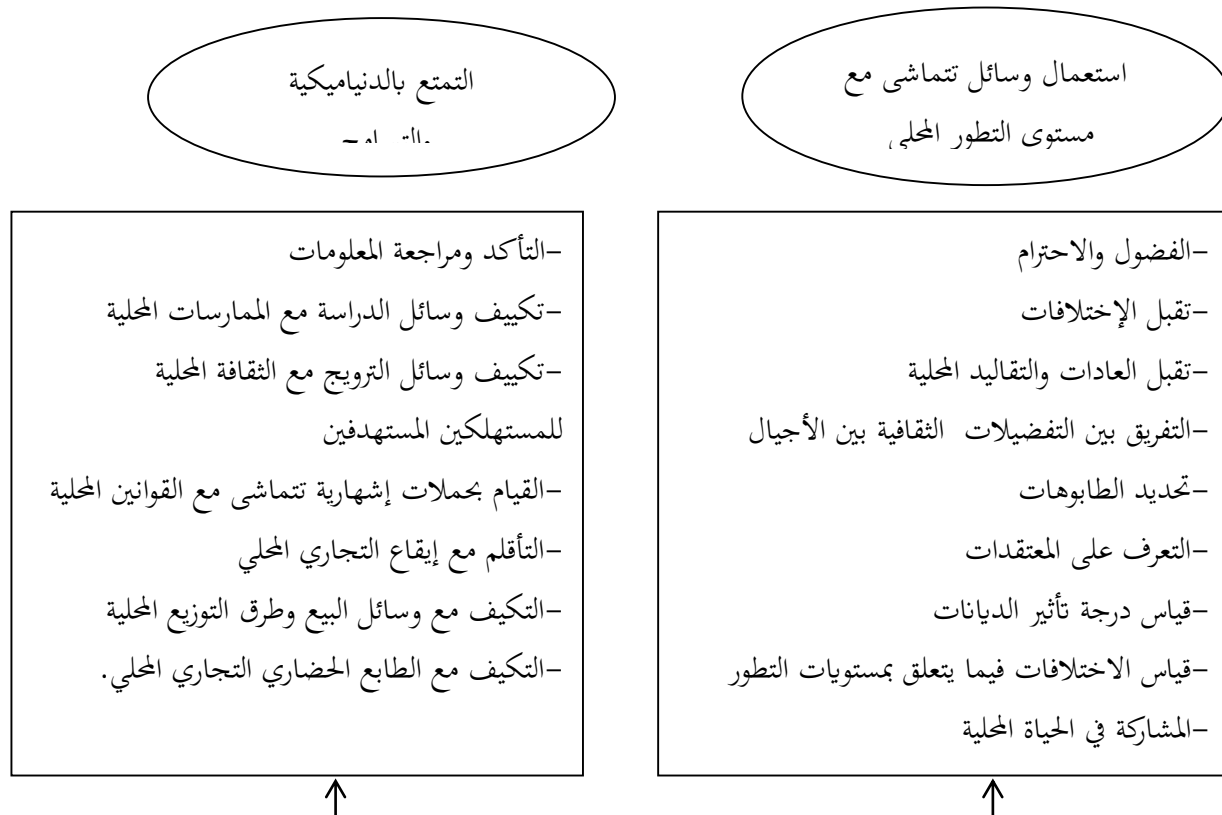 استعمال وسائل تتماشى مع
مستوى التطور المحلي
التمتع بالدنياميكية
–الفضول والاحترام
–تقبل الإختلافات
–تقبل العادات والتقاليد المحلية
–التفريق بين التفضيلات الثقافية بين الأجيال
–تحديد الطابوهات
–التعرف على المعتقدات
–قياس درجة تأثير الديانات
–قياس الاختلافات فيما يتعلق بمستويات التطور
–المشاركة في الحياة المحلية
–التأكد ومراجعة المعلومات
–تكييف وسائل الدراسة مع الممارسات المحلية
–تكييف وسائل الترويج مع الثقافة المحلية
للمستهلكين المستهدفين
–القيام بحملات إشهارية تتماشى مع القوانين المحلية
–التأقلم مع إيقاع التجاري المحلي
–التكيف مع وسائل البيع وطرق التوزيع المحلية
–التكيف مع الطابع الحضاري التجاري المحلي.